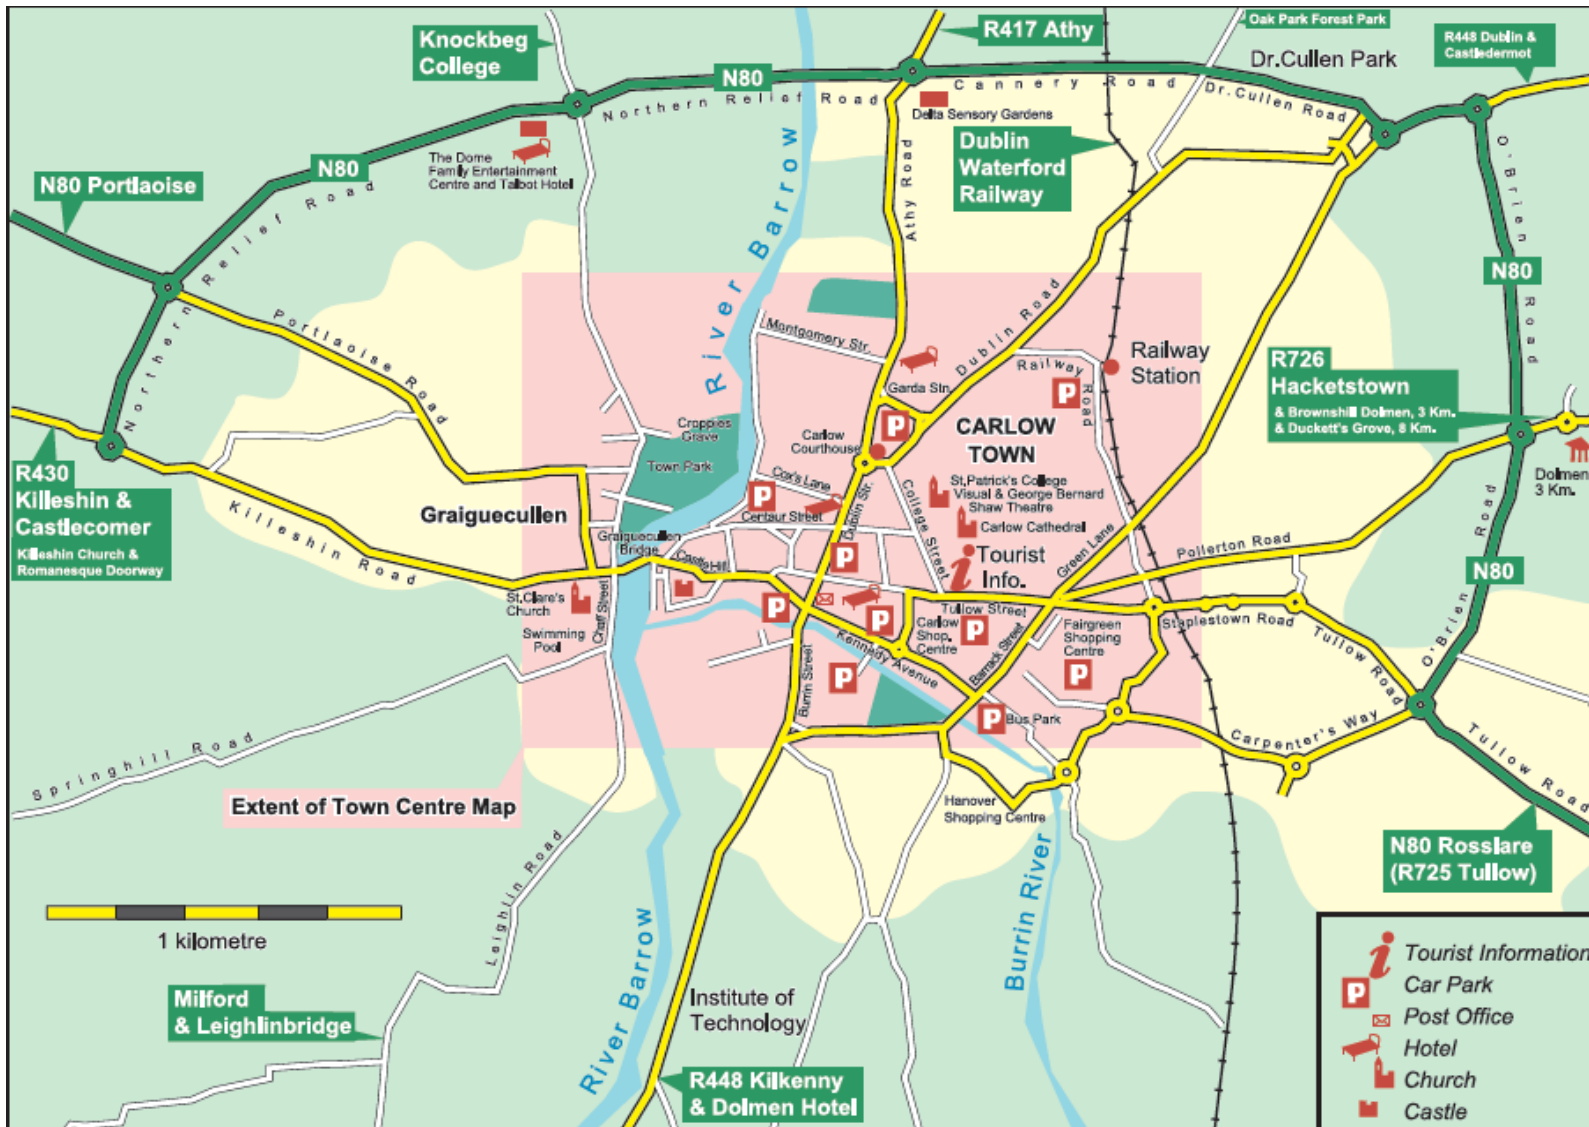 Knockbeg
College
R417 Athy
Oak Park Forest Park
Dr.Cullen Park
R448 Dublin &
Castledermot
N80
Northern Relief Road
Cannery Road
Dr.Cullen Road
Delta Sensory Gardens
The Dome
Family Entertainment
Centre and Talbot Hotel
N80
N80 Portlaoise
Dublin
Waterford
Railway
River Barrow
Athy Road
O'Brien Road
N80
Northern Relief Road
Portlaoise Road
Montgomery Str.
Dublin Road
Railway Road
Railway
Station
Garda Stn.
P
P
R726
Hacketstown
& Brownshill Dolmen, 3 Km.
& Duckett's Grove, 8 Km.
Croppies
Grave
Town Park
Carlow
Courthouse
CARLOW
TOWN
R430
Killeshin &
Castlecomer
Killeshin Church &
Romanesque Doorway
Killeshin Road
Graiguecullen
Cox's Lane
P
Centaur Street
Dublin Str.
College Street
St,Patrick's College
Visual & George Bernard
Shaw Theatre
Carlow Cathedral
Dolmen
3 Km.
Graiguecullen
Bridge
Castle Hill
P
Tourist
Info.
Green Lane
Pollerton Road
N80
O'Brien Road
St.Clare's
Church
Swimming
Pool
Chaff Street
P
P
Tullow Street
Carlow
Shop.
Centre
P
Barrack Street
Fairgreen
Shopping
Centre
P
Staplestown Road
Tullow Road
Burrin Street
Kennedy Avenue
P
P
Bus Park
Carpenter's Way
Tullow Road
Springhill Road
Extent of Town Centre Map
Hanover
Shopping Centre
Leighlin Road
Burrin River
N80 Rosslare
(R725 Tullow)
1 kilometre
River Barrow
Milford
& Leighlinbridge
Institute of
Technology
R448 Kilkenny
& Dolmen Hotel
Tourist Information
P Car Park
Post Office
Hotel
Church
Castle